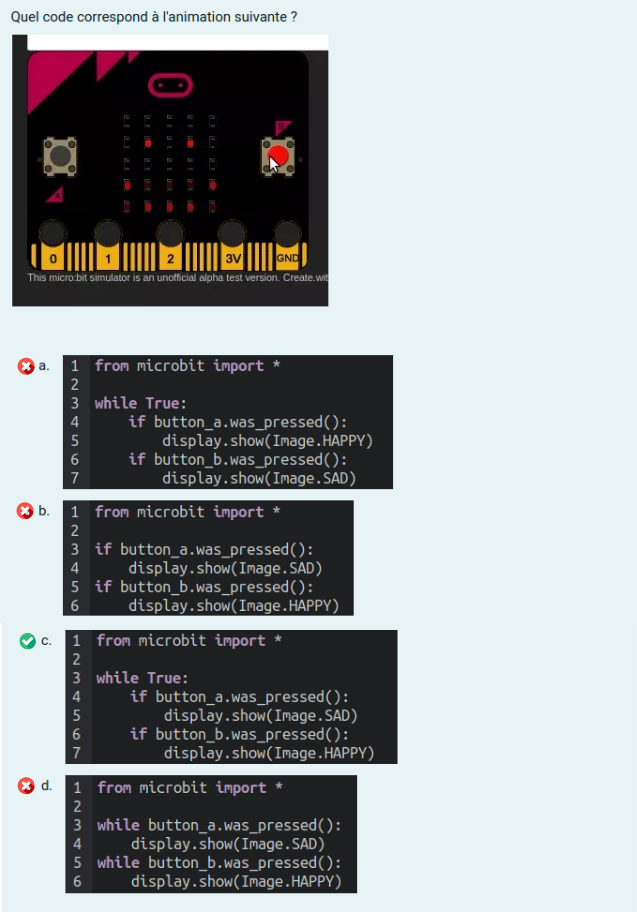 Quel code correspond à l'animation suivante ?
B
A
0 1 2 3V GND
This micro:bit simulator is an unofficial alpha test version. Create.wit
a.
1 from microbit import *
2
3 while True:
4     if button_a.was_pressed():
5         display.show(Image.HAPPY)
6     if button_b.was_pressed():
7         display.show(Image.SAD)
b.
1 from microbit import *
2
3 if button_a.was_pressed():
4     display.show(Image.SAD)
5 if button_b.was_pressed():
6     display.show(Image.HAPPY)
c.
1 from microbit import *
2
3 while True:
4     if button_a.was_pressed():
5         display.show(Image.SAD)
6     if button_b.was_pressed():
7         display.show(Image.HAPPY)
d.
1 from microbit import *
2
3 while button_a.was_pressed():
4     display.show(Image.SAD)
5 while button_b.was_pressed():
6     display.show(Image.HAPPY)